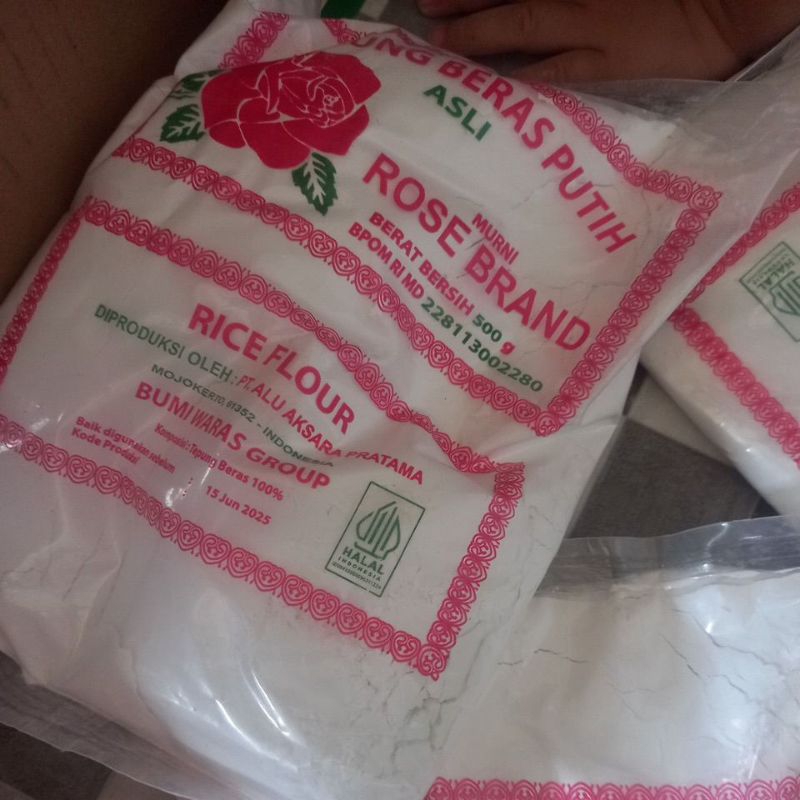 UNG BERAS PUTIH
ASLI
MURNI
ROSE BRAND
BERAT BERSIH 500 g
BPOM RI MD 228113002280
RICE FLOUR
DIPRODUKSI OLEH : PT. ALU AKSARA PRATAMA
MOJOKERTO, 61352 - INDONESIA
BUMI WARAS GROUP
Komposisi : Tepung Beras 100%
Baik digunakan sebelum : 15 Jun 2025
Kode Produksi
HALAL
INDONESIA
HALAL